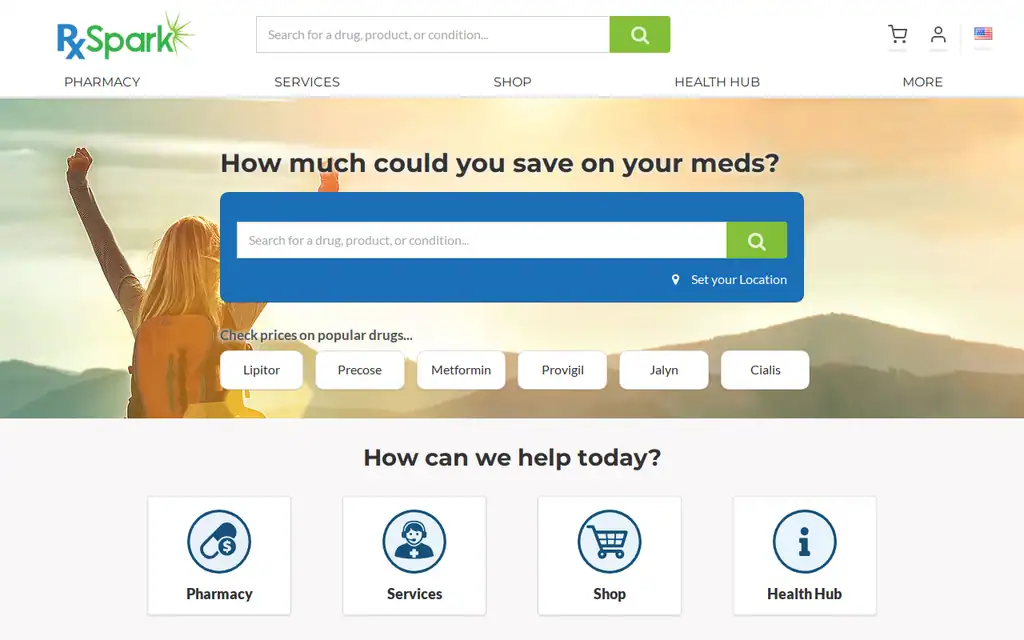 RxSpark
Search for a drug, product, or condition...
PHARMACY SERVICES SHOP HEALTH HUB MORE
How much could you save on your meds?
Search for a drug, product, or condition...
Set your Location
Check prices on popular drugs...
Lipitor Precose Metformin Provigil Jalyn Cialis
How can we help today?
$
Pharmacy Services Shop Health Hub